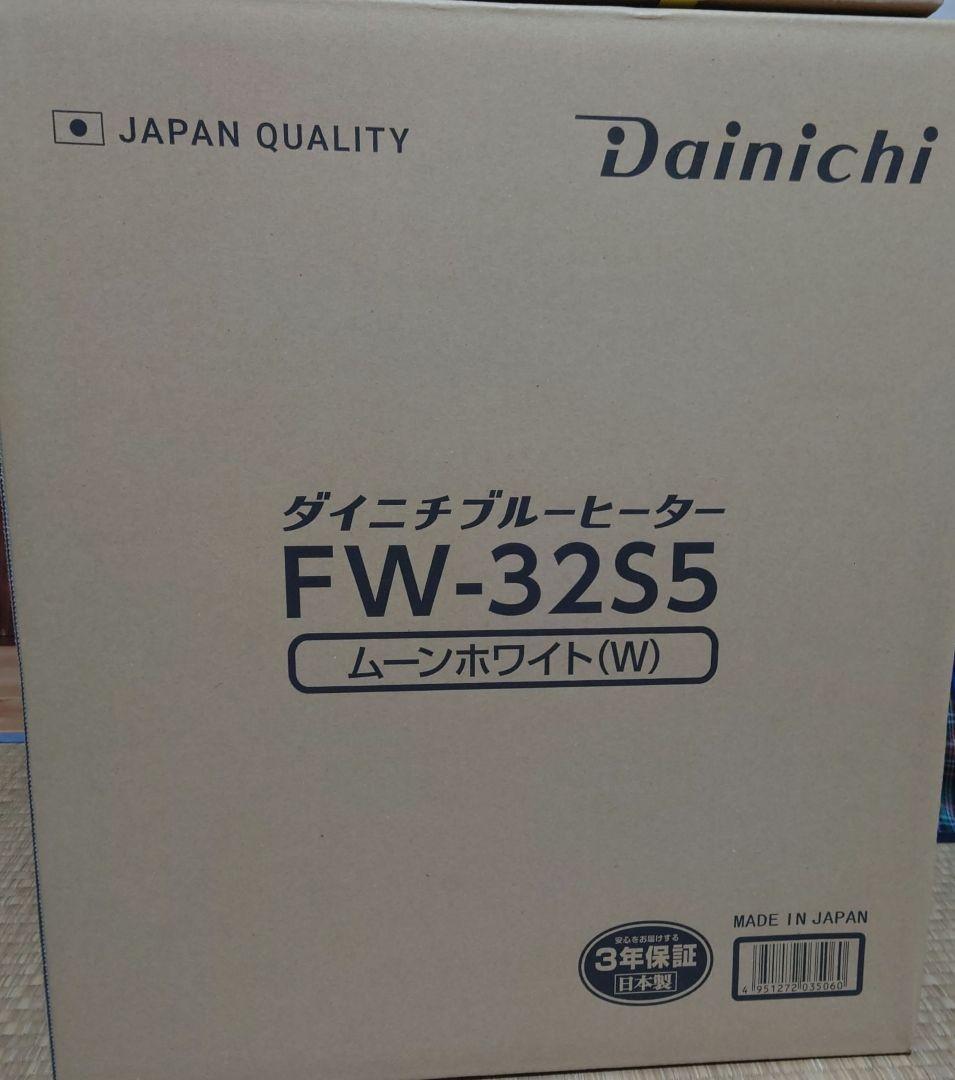 JAPAN QUALITY
Dainichi
ダイニチブルーヒーター
FW-32S5
ムーンホワイト(W)
安心をお届けする
3年保証
日本製
MADE IN JAPAN
4 951272 035060